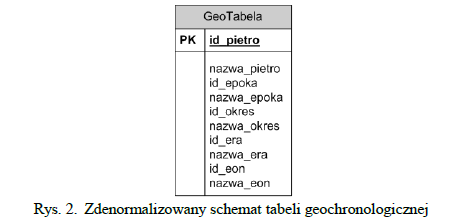 GeoTabela
PK id_pietro
nazwa_pietro
id_epoka
nazwa_epoka
id_okres
nazwa_okres
id_era
nazwa_era
id_eon
nazwa_eon
Rys. 2. Zdenormalizowany schemat tabeli geochronologicznej